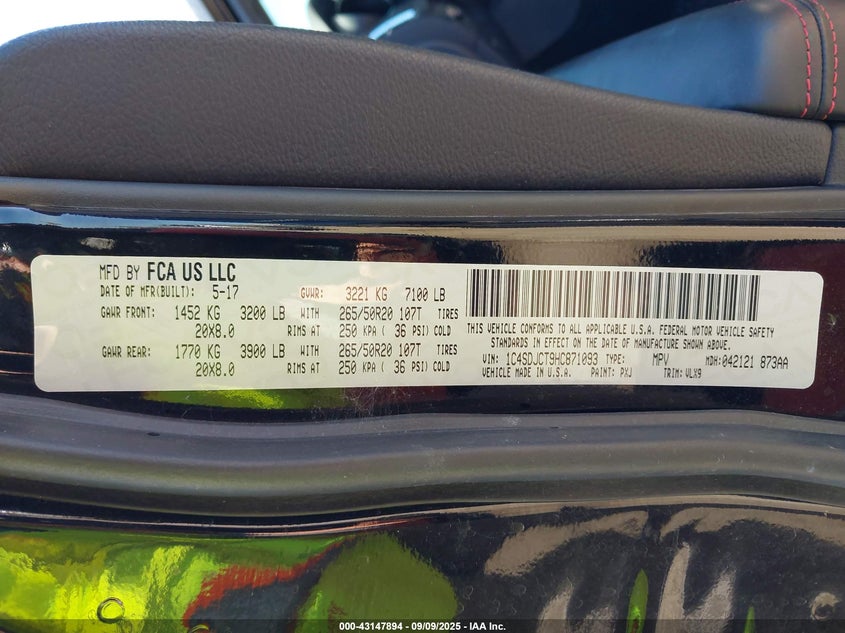 MFD BY FCA US LLC
DATE OF MFR(BUILT): 5-17 GVWR: 3221 KG 7100 LB
GAWR FRONT: 1452 KG 3200 LB WITH 265/50R20 107T TIRES
20X8.0 RIMS AT 250 KPA ( 36 PSI) COLD
GAWR REAR: 1770 KG 3900 LB WITH 265/50R20 107T TIRES
20X8.0 RIMS AT 250 KPA ( 36 PSI) COLD
THIS VEHICLE CONFORMS TO ALL APPLICABLE U.S.A. FEDERAL MOTOR VEHICLE SAFETY
STANDARDS IN EFFECT ON THE DATE OF MANUFACTURE SHOWN ABOVE.
VIN: 1C4SDJCT9HC871093 TYPE: MPV MDH: 042121 873AA
VEHICLE MADE IN U.S.A. PAINT: PXJ TRIM: VLX9
000-43147894 - 09/09/2025 - IAA Inc.